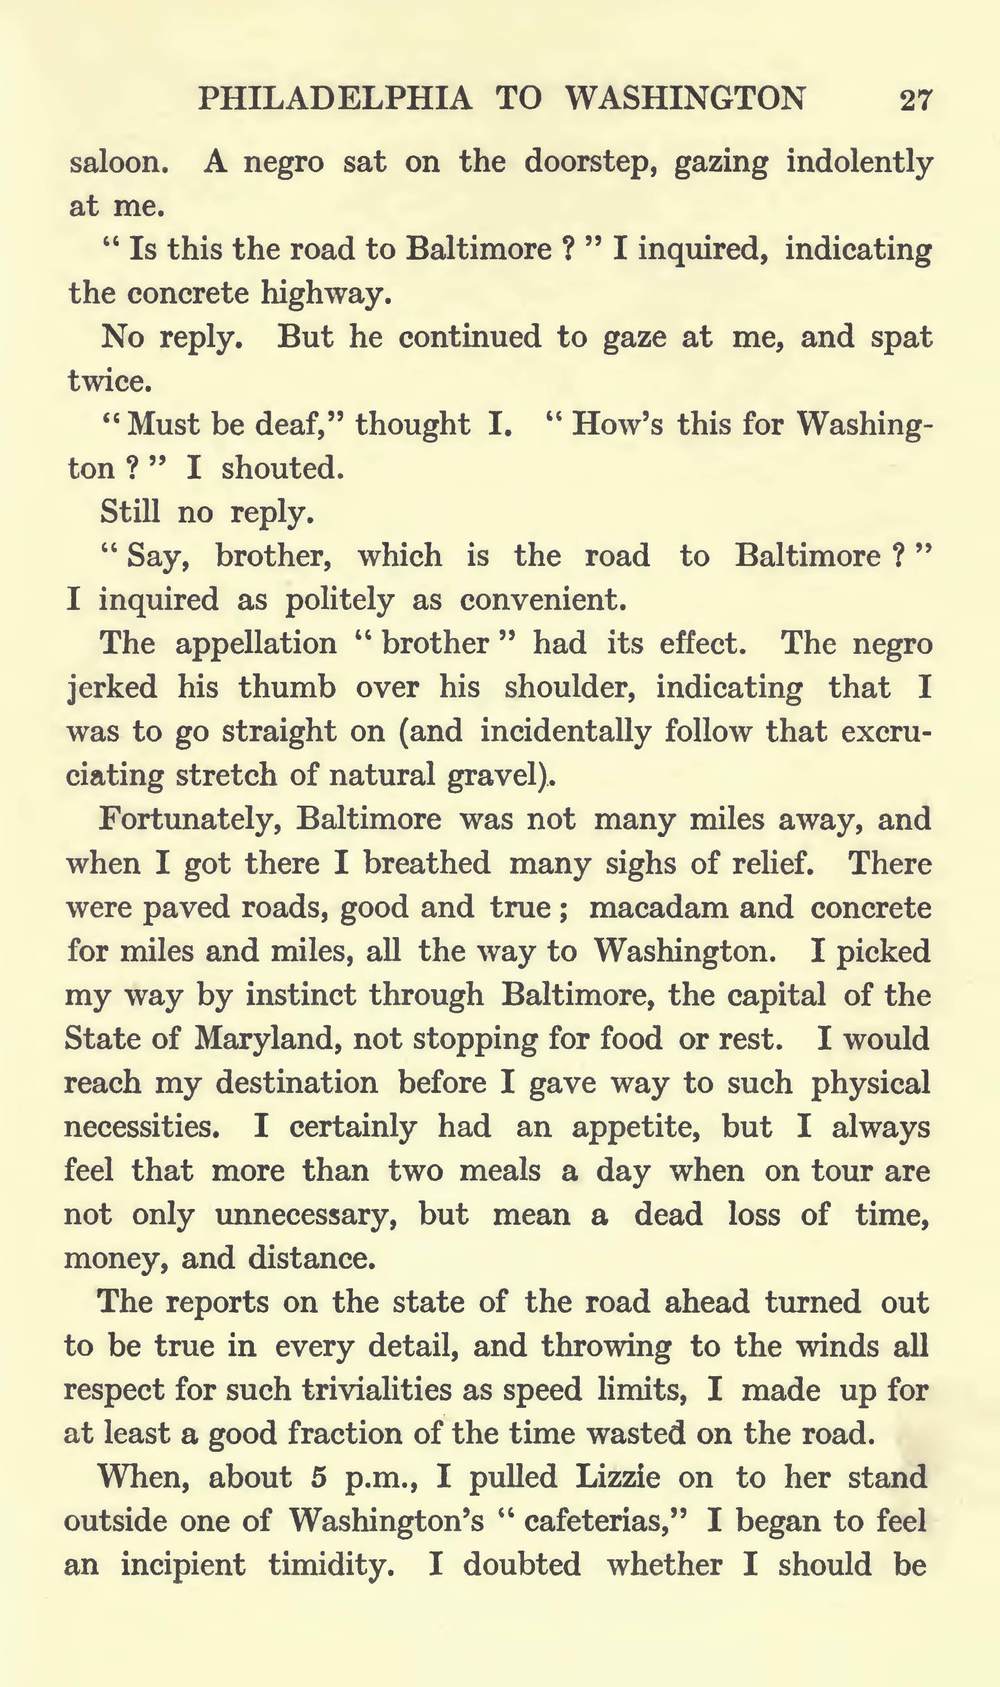 PHILADELPHIA TO WASHINGTON 27
saloon. A negro sat on the doorstep, gazing indolently
at me.
“ Is this the road to Baltimore ? ” I inquired, indicating
the concrete highway.
No reply. But he continued to gaze at me, and spat
twice.
“ Must be deaf,” thought I. “ How’s this for Washing-
ton ? ” I shouted.
Still no reply.
“ Say, brother, which is the road to Baltimore ? ”
I inquired as politely as convenient.
The appellation “ brother ” had its effect. The negro
jerked his thumb over his shoulder, indicating that I
was to go straight on (and incidentally follow that excru-
ciating stretch of natural gravel).
Fortunately, Baltimore was not many miles away, and
when I got there I breathed many sighs of relief. There
were paved roads, good and true ; macadam and concrete
for miles and miles, all the way to Washington. I picked
my way by instinct through Baltimore, the capital of the
State of Maryland, not stopping for food or rest. I would
reach my destination before I gave way to such physical
necessities. I certainly had an appetite, but I always
feel that more than two meals a day when on tour are
not only unnecessary, but mean a dead loss of time,
money, and distance.
The reports on the state of the road ahead turned out
to be true in every detail, and throwing to the winds all
respect for such trivialities as speed limits, I made up for
at least a good fraction of the time wasted on the road.
When, about 5 p.m., I pulled Lizzie on to her stand
outside one of Washington’s “ cafeterias,” I began to feel
an incipient timidity. I doubted whether I should be